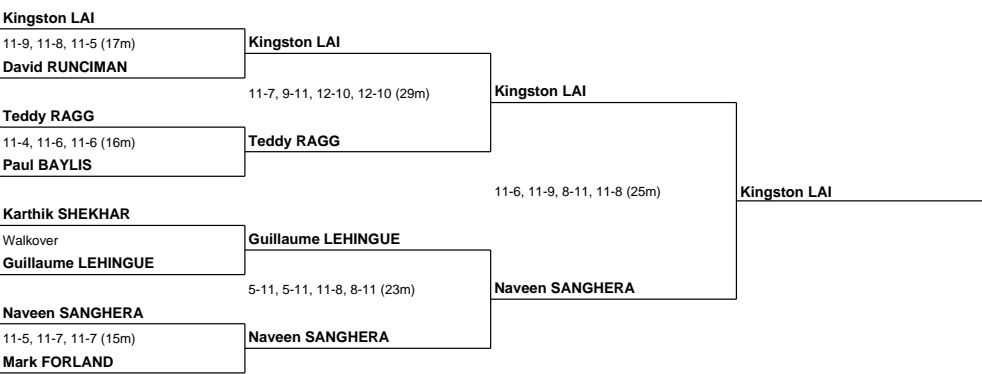 Kingston LAI
11-9, 11-8, 11-5 (17m)
David RUNCIMAN
Teddy RAGG
11-4, 11-6, 11-6 (16m)
Paul BAYLIS
Karthik SHEKHAR
Walkover
Guillaume LEHINGUE
Naveen SANGHERA
11-5, 11-7, 11-7 (15m)
Mark FORLAND
Kingston LAI
11-7, 9-11, 12-10, 12-10 (29m)
Teddy RAGG
Guillaume LEHINGUE
5-11, 5-11, 11-8, 8-11 (23m)
Naveen SANGHERA
Kingston LAI
11-6, 11-9, 8-11, 11-8 (25m)
Naveen SANGHERA
Kingston LAI